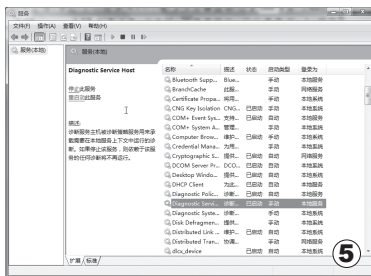 服务
文件(F) 操作(A) 查看(V) 帮助(H)
服务(本地)
服务(本地)
Diagnostic Service Host
停止此服务
重启动此服务
描述:
诊断服务主机被诊断策略服务用来承
载需要在本地服务上下文中运行的诊
断。如果停止该服务，则依赖于该服
务的任何诊断将不再运行。
名称 描述 状态 启动类型 登录为
Bluetooth Supp... Blue... 手动 本地服务
BranchCache 此服... 手动 网络服务
Certificate Propa... 将用... 手动 本地系统
CNG Key Isolation CNG... 已启动 手动 本地系统
COM+ Event Sys... 支持... 已启动 自动 本地服务
COM+ System A... 管理... 手动 本地系统
Computer Brow... 维护... 已启动 手动 本地系统
Credential Mana... 为用... 手动 本地系统
Cryptographic S... 提供... 已启动 自动 网络服务
DCOM Server Pr... DCO... 已启动 自动 本地系统
Desktop Windo... 提供... 已启动 自动 本地系统
DHCP Client 为此... 已启动 自动 本地服务
Diagnostic Polic... 诊断... 已启动 自动 本地服务
Diagnostic Servi... 诊断... 已启动 手动 本地服务
Diagnostic Syste... 诊断... 手动 本地系统
Disk Defragmen... 提供... 手动 本地系统
Distributed Link ... 维护... 已启动 自动 本地系统
Distributed Tran... 协调... 手动 网络服务
dlcx_device 已启动 自动 本地系统
扩展 标准
5